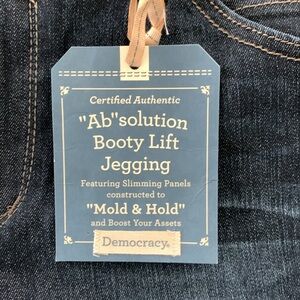 Certified Authentic
"Ab"solution
Booty Lift
Jegging
Featuring Slimming Panels
constructed to
"Mold & Hold"
and Boost Your Assets
Democracy®